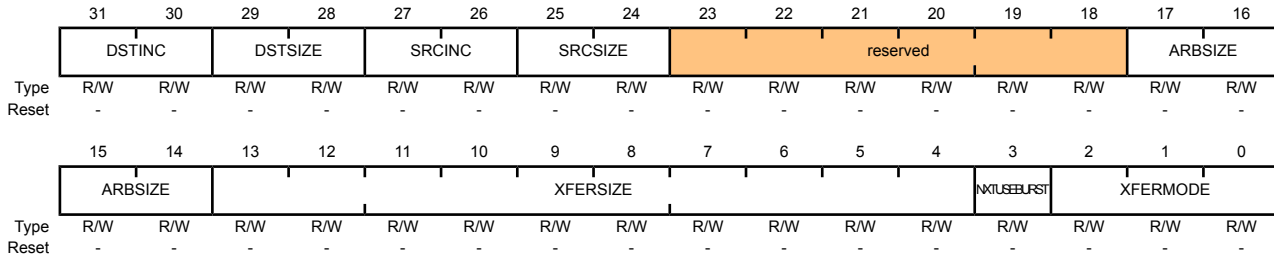 31 30 29 28 27 26 25 24 23 22 21 20 19 18 17 16
DSTINC DSTSIZE SRCINC SRCSIZE reserved ARBSIZE
Type R/W R/W R/W R/W R/W R/W R/W R/W R/W R/W R/W R/W R/W R/W R/W R/W
Reset - - - - - - - - - - - - - - - -
15 14 13 12 11 10 9 8 7 6 5 4 3 2 1 0
ARBSIZE XFERSIZE NXTUSEBURST XFERMODE
Type R/W R/W R/W R/W R/W R/W R/W R/W R/W R/W R/W R/W R/W R/W R/W R/W
Reset - - - - - - - - - - - - - - - -